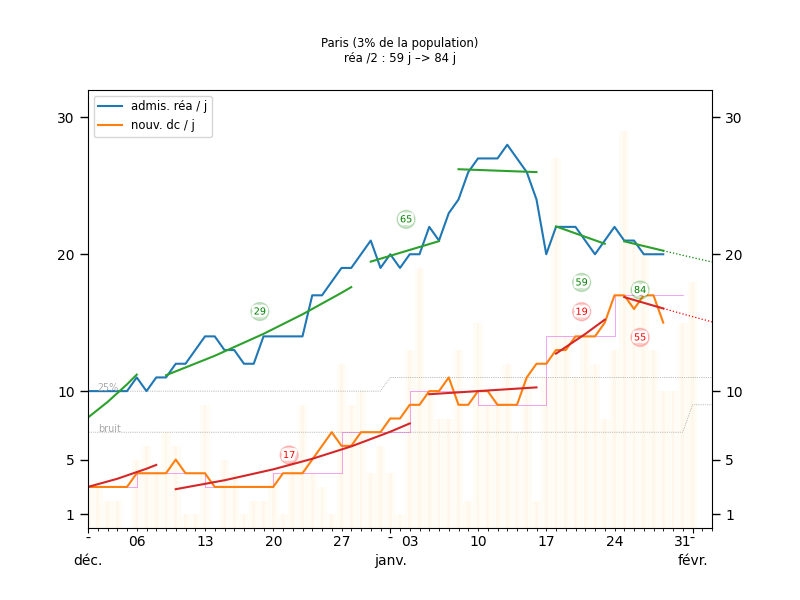 Paris (3% de la population)
réa /2 : 59 j –> 84 j
admis. réa / j
nouv. dc / j
30
30
65
20
20
59
29
84
19
55
25%
10
10
bruit
17
5
5
1
1
- 06 13 20 27 - 03 10 17 24 31 -
déc. janv. févr.